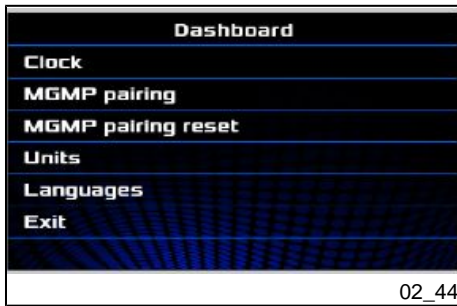 Dashboard
Clock
MGMP pairing
MGMP pairing reset
Units
Languages
Exit
02_44